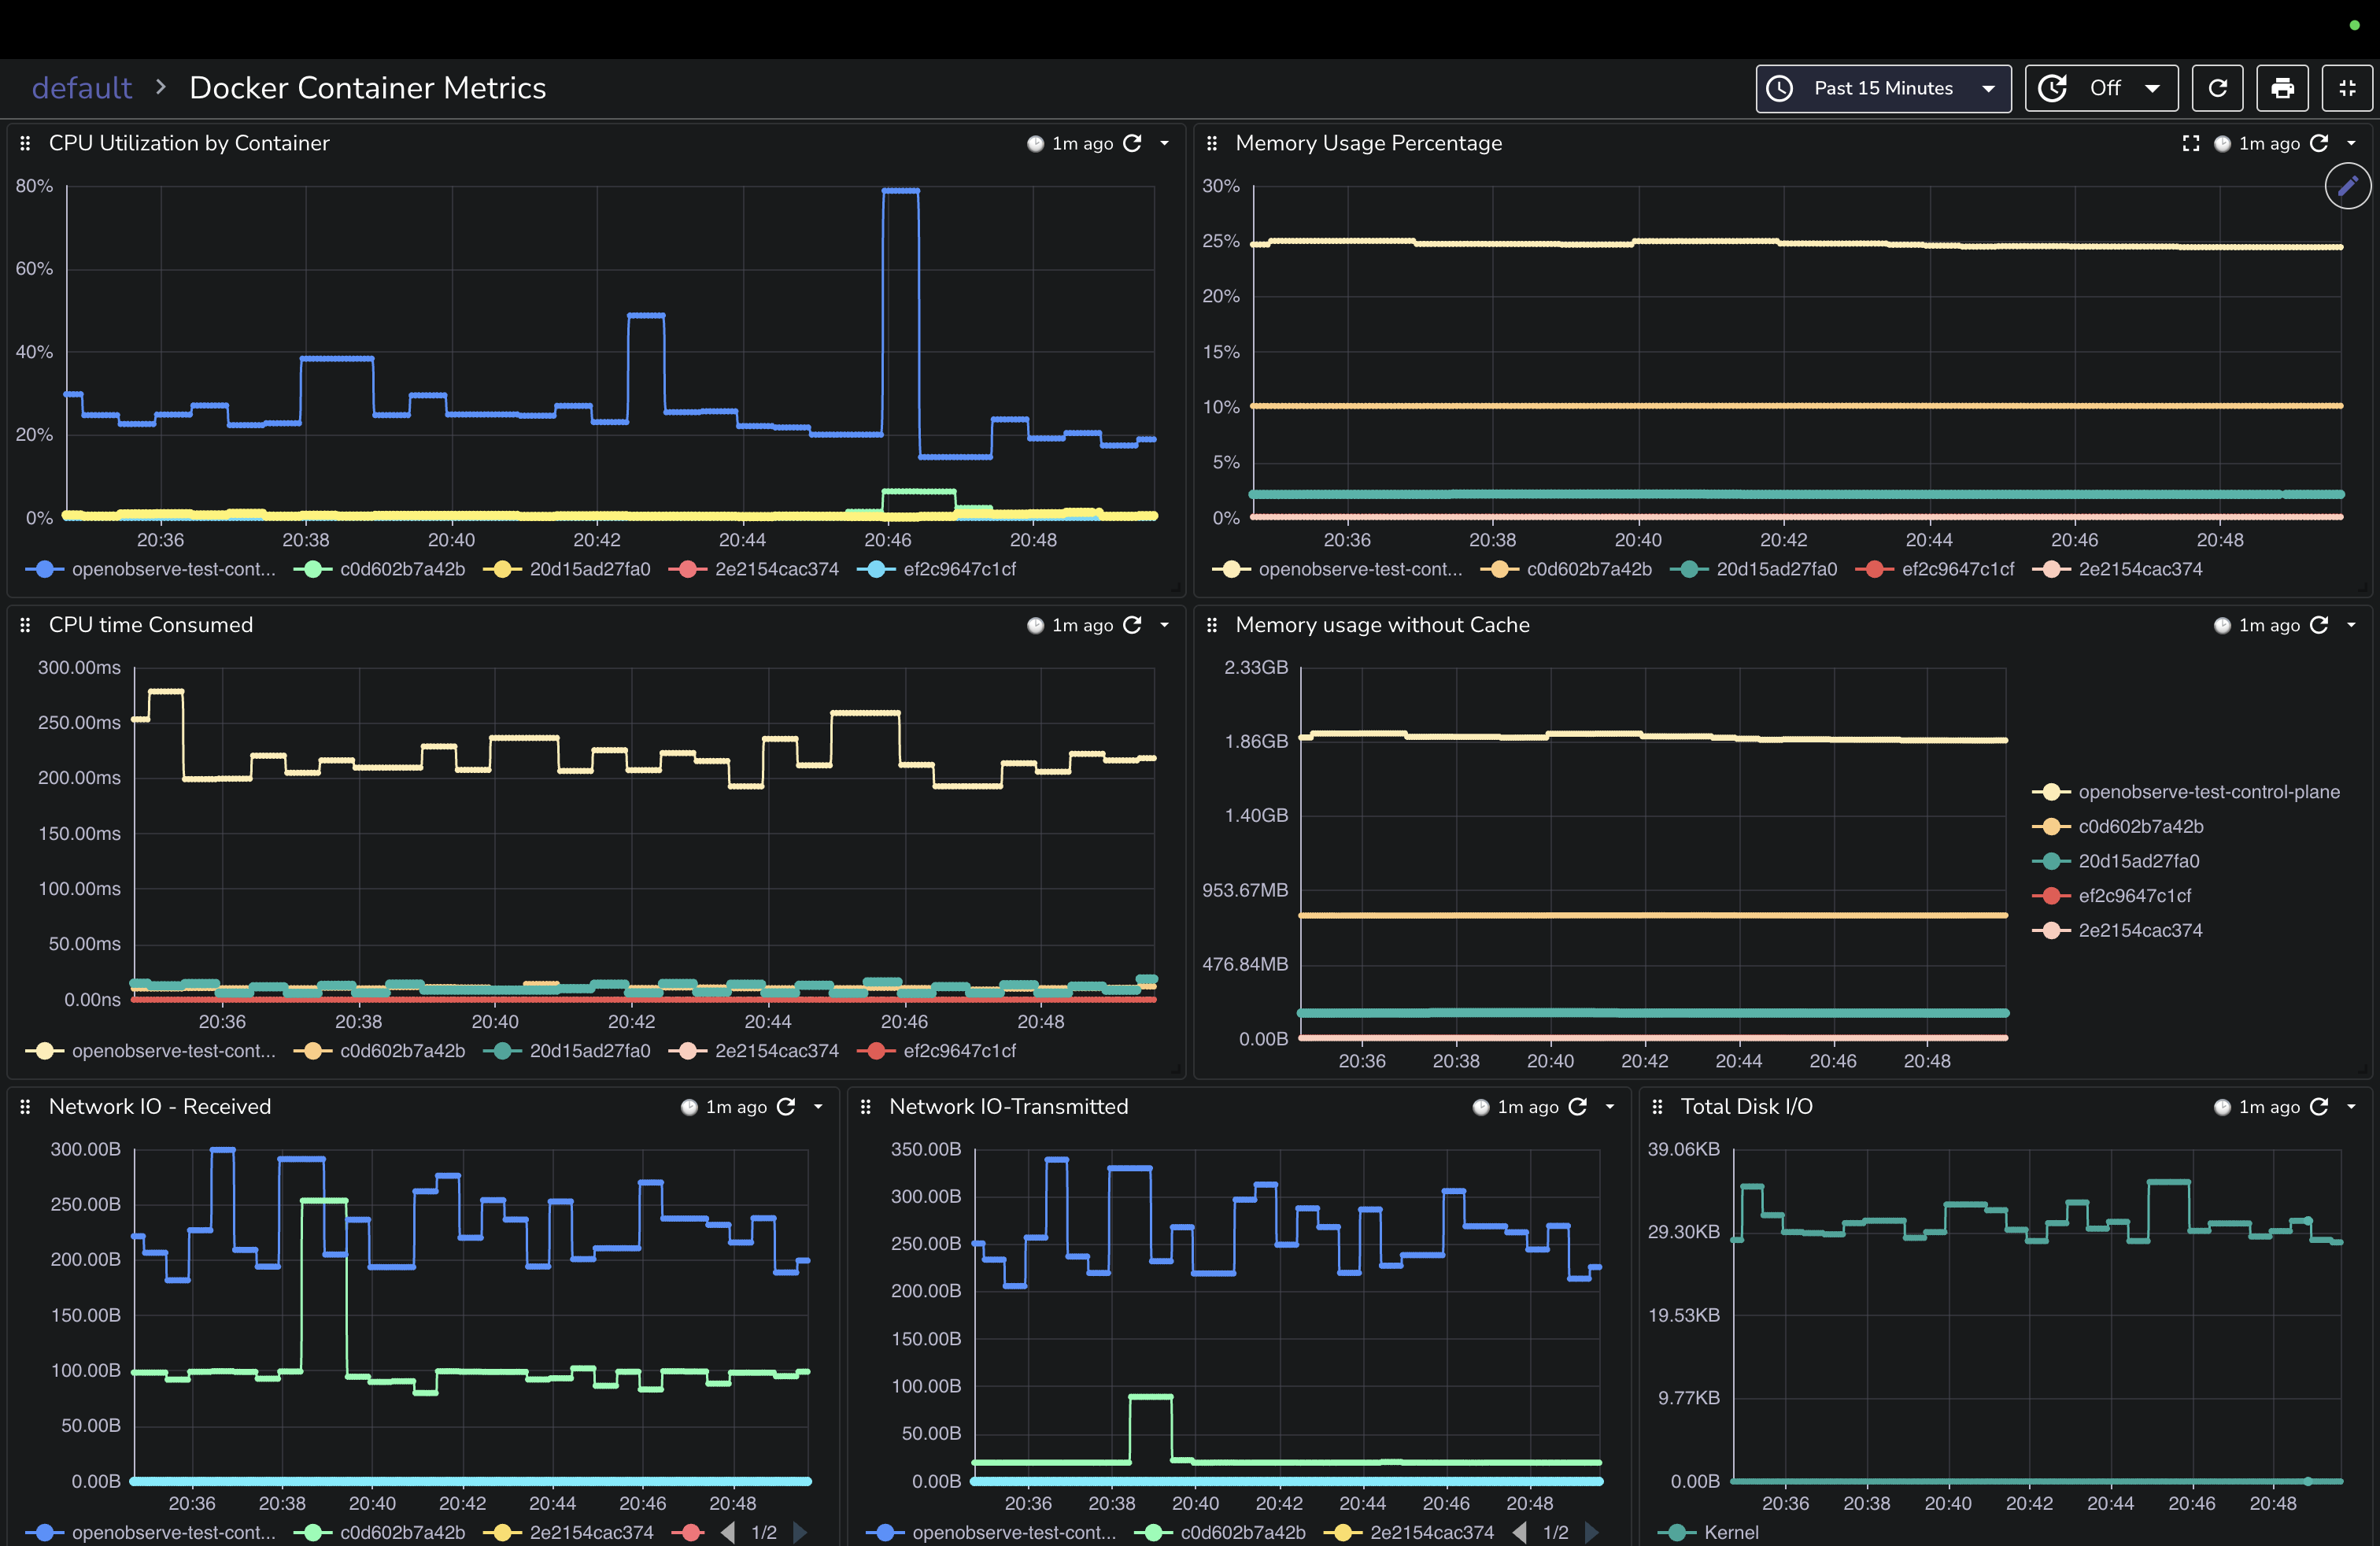 default > Docker Container Metrics
Past 15 Minutes
Off
CPU Utilization by Container
1m ago
80%
60%
40%
20%
0%
20:36 20:38 20:40 20:42 20:44 20:46 20:48
openobserve-test-cont... c0d602b7a42b 20d15ad27fa0 2e2154cac374 ef2c9647c1cf
Memory Usage Percentage
1m ago
30%
25%
20%
15%
10%
5%
0%
20:36 20:38 20:40 20:42 20:44 20:46 20:48
openobserve-test-cont... c0d602b7a42b 20d15ad27fa0 ef2c9647c1cf 2e2154cac374
CPU time Consumed
1m ago
300.00ms
250.00ms
200.00ms
150.00ms
100.00ms
50.00ms
0.00ns
20:36 20:38 20:40 20:42 20:44 20:46 20:48
openobserve-test-cont... c0d602b7a42b 20d15ad27fa0 2e2154cac374 ef2c9647c1cf
Memory usage without Cache
1m ago
2.33GB
1.86GB
1.40GB
953.67MB
476.84MB
0.00B
20:36 20:38 20:40 20:42 20:44 20:46 20:48
openobserve-test-control-plane
c0d602b7a42b
20d15ad27fa0
ef2c9647c1cf
2e2154cac374
Network IO - Received
1m ago
300.00B
250.00B
200.00B
150.00B
100.00B
50.00B
0.00B
20:36 20:38 20:40 20:42 20:44 20:46 20:48
openobserve-test-cont... c0d602b7a42b 2e2154cac374 1/2
Network IO-Transmitted
1m ago
350.00B
300.00B
250.00B
200.00B
150.00B
100.00B
50.00B
0.00B
20:36 20:38 20:40 20:42 20:44 20:46 20:48
openobserve-test-cont... c0d602b7a42b 2e2154cac374 1/2
Total Disk I/O
1m ago
39.06KB
29.30KB
19.53KB
9.77KB
0.00B
20:36 20:38 20:40 20:42 20:44 20:46 20:48
Kernel